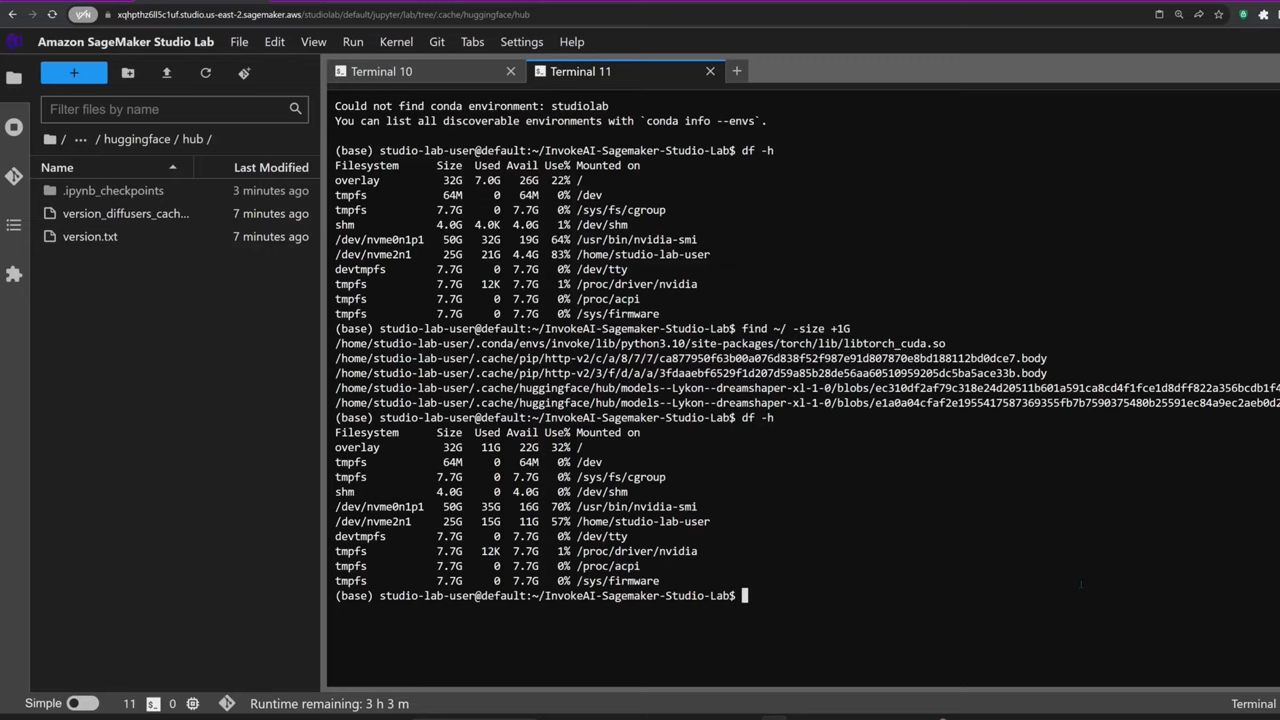 xqhpthz6ll5c1uf.studio.us-east-2.sagemaker.aws/studiolab/default/jupyter/lab/tree/.cache/huggingface/hub
Amazon SageMaker Studio Lab File Edit View Run Kernel Git Tabs Settings Help
Terminal 10
Terminal 11
Filter files by name
/ ... / huggingface / hub /
Name Last Modified
.ipynb_checkpoints 3 minutes ago
version_diffusers_cach... 7 minutes ago
version.txt 7 minutes ago
Could not find conda environment: studiolab
You can list all discoverable environments with `conda info --envs`.
(base) studio-lab-user@default:~/InvokeAI-Sagemaker-Studio-Lab$ df -h
Filesystem Size Used Avail Use% Mounted on
overlay 32G 7.0G 26G 22% /
tmpfs 64M 0 64M 0% /dev
tmpfs 7.7G 0 7.7G 0% /sys/fs/cgroup
shm 4.0G 4.0K 4.0G 1% /dev/shm
/dev/nvme0n1p1 50G 32G 19G 64% /usr/bin/nvidia-smi
/dev/nvme2n1 25G 21G 4.4G 83% /home/studio-lab-user
devtmpfs 7.7G 0 7.7G 0% /dev/tty
tmpfs 7.7G 12K 7.7G 1% /proc/driver/nvidia
tmpfs 7.7G 0 7.7G 0% /proc/acpi
tmpfs 7.7G 0 7.7G 0% /sys/firmware
(base) studio-lab-user@default:~/InvokeAI-Sagemaker-Studio-Lab$ find ~/ -size +1G
/home/studio-lab-user/.conda/envs/invoke/lib/python3.10/site-packages/torch/lib/libtorch_cuda.so
/home/studio-lab-user/.cache/pip/http-v2/c/a/8/7/7/ca877950f63b00a076d838f52f987e91d807870e8bd188112bd0dce7.body
/home/studio-lab-user/.cache/pip/http-v2/3/f/d/a/a/3fdaaebf6529f1d207d59a85b28de56aa60510959205dc5ba5ace33b.body
/home/studio-lab-user/.cache/huggingface/hub/models--Lykon--dreamshaper-xl-1-0/blobs/ec310df2af79c318e24d20511b601a591ca8cd4f1fce1d8dff822a356bcdb1f4
/home/studio-lab-user/.cache/huggingface/hub/models--Lykon--dreamshaper-xl-1-0/blobs/e1a0a04cfaf2e1955417587369355fb7b7590375480b25591ec84a9ec2aeb0d2
(base) studio-lab-user@default:~/InvokeAI-Sagemaker-Studio-Lab$ df -h
Filesystem Size Used Avail Use% Mounted on
overlay 32G 11G 22G 32% /
tmpfs 64M 0 64M 0% /dev
tmpfs 7.7G 0 7.7G 0% /sys/fs/cgroup
shm 4.0G 0 4.0G 0% /dev/shm
/dev/nvme0n1p1 50G 35G 16G 70% /usr/bin/nvidia-smi
/dev/nvme2n1 25G 15G 11G 57% /home/studio-lab-user
devtmpfs 7.7G 0 7.7G 0% /dev/tty
tmpfs 7.7G 12K 7.7G 1% /proc/driver/nvidia
tmpfs 7.7G 0 7.7G 0% /proc/acpi
tmpfs 7.7G 0 7.7G 0% /sys/firmware
(base) studio-lab-user@default:~/InvokeAI-Sagemaker-Studio-Lab$
Simple 11 0 Runtime remaining: 3 h 3 m Terminal